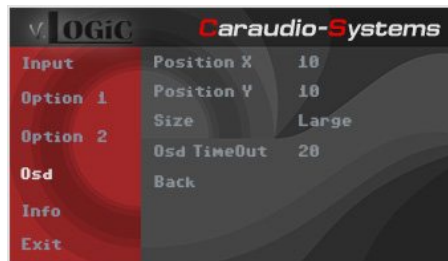 v.LOGiC Caraudio-Systems
Input
Option 1
Option 2
Osd
Info
Exit
Position X 10
Position Y 10
Size Large
Osd TimeOut 20
Back